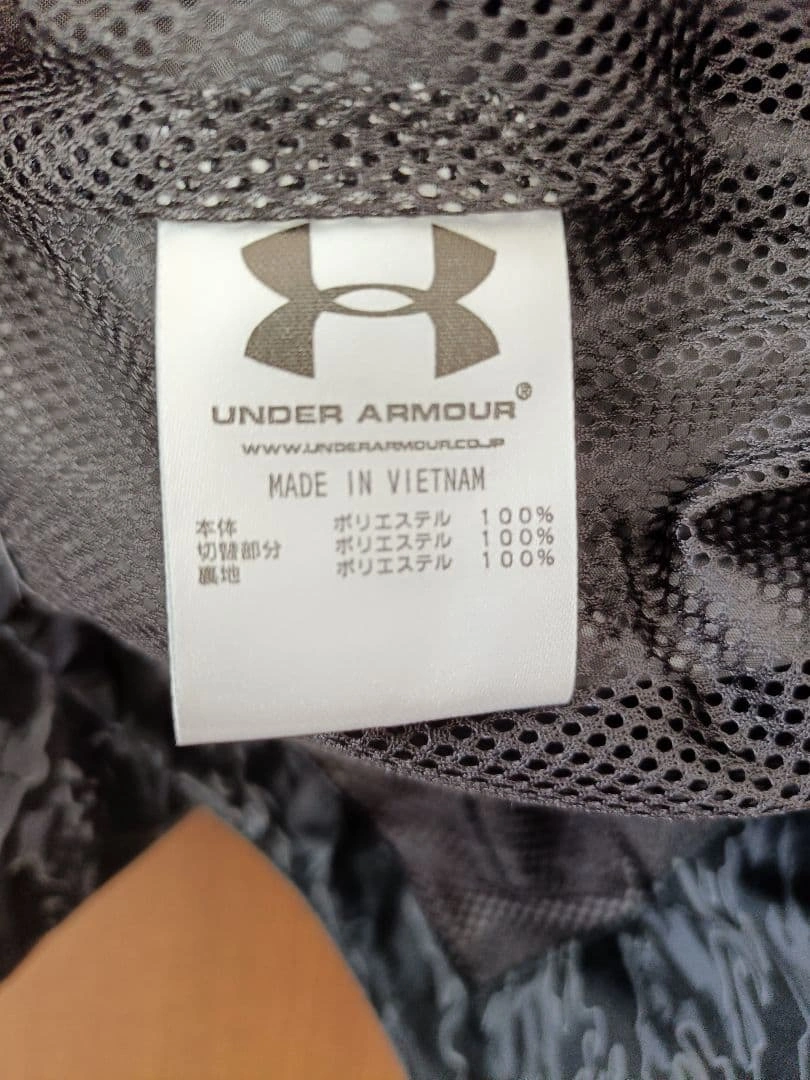 UNDER ARMOUR®
WWW.UNDERARMOUR.CO.JP
MADE IN VIETNAM
本体 ポリエステル 100%
切替部分 ポリエステル 100%
裏地 ポリエステル 100%